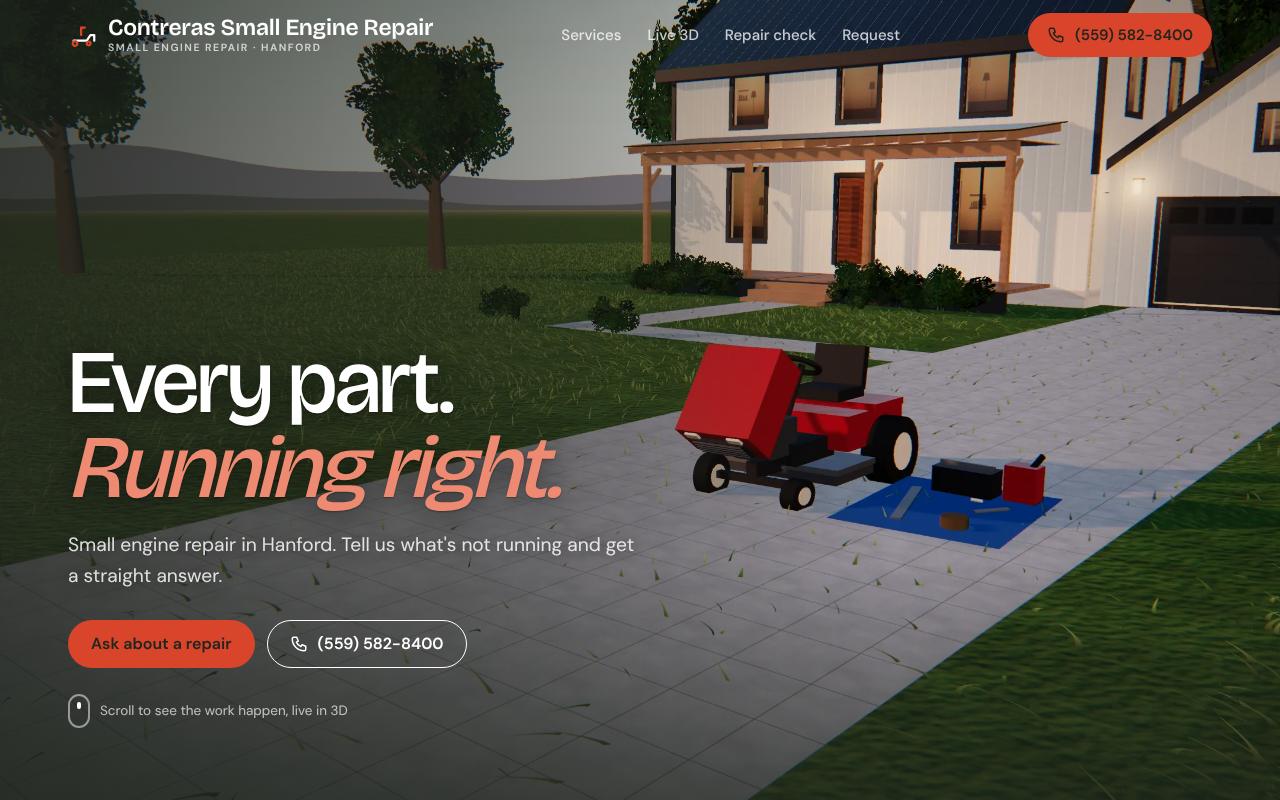 Contreras Small Engine Repair
SMALL ENGINE REPAIR · HANFORD
Services
Live 3D
Repair check
Request
(559) 582-8400
Every part.
Running right.
Small engine repair in Hanford. Tell us what's not running and get
a straight answer.
Ask about a repair
(559) 582-8400
Scroll to see the work happen, live in 3D